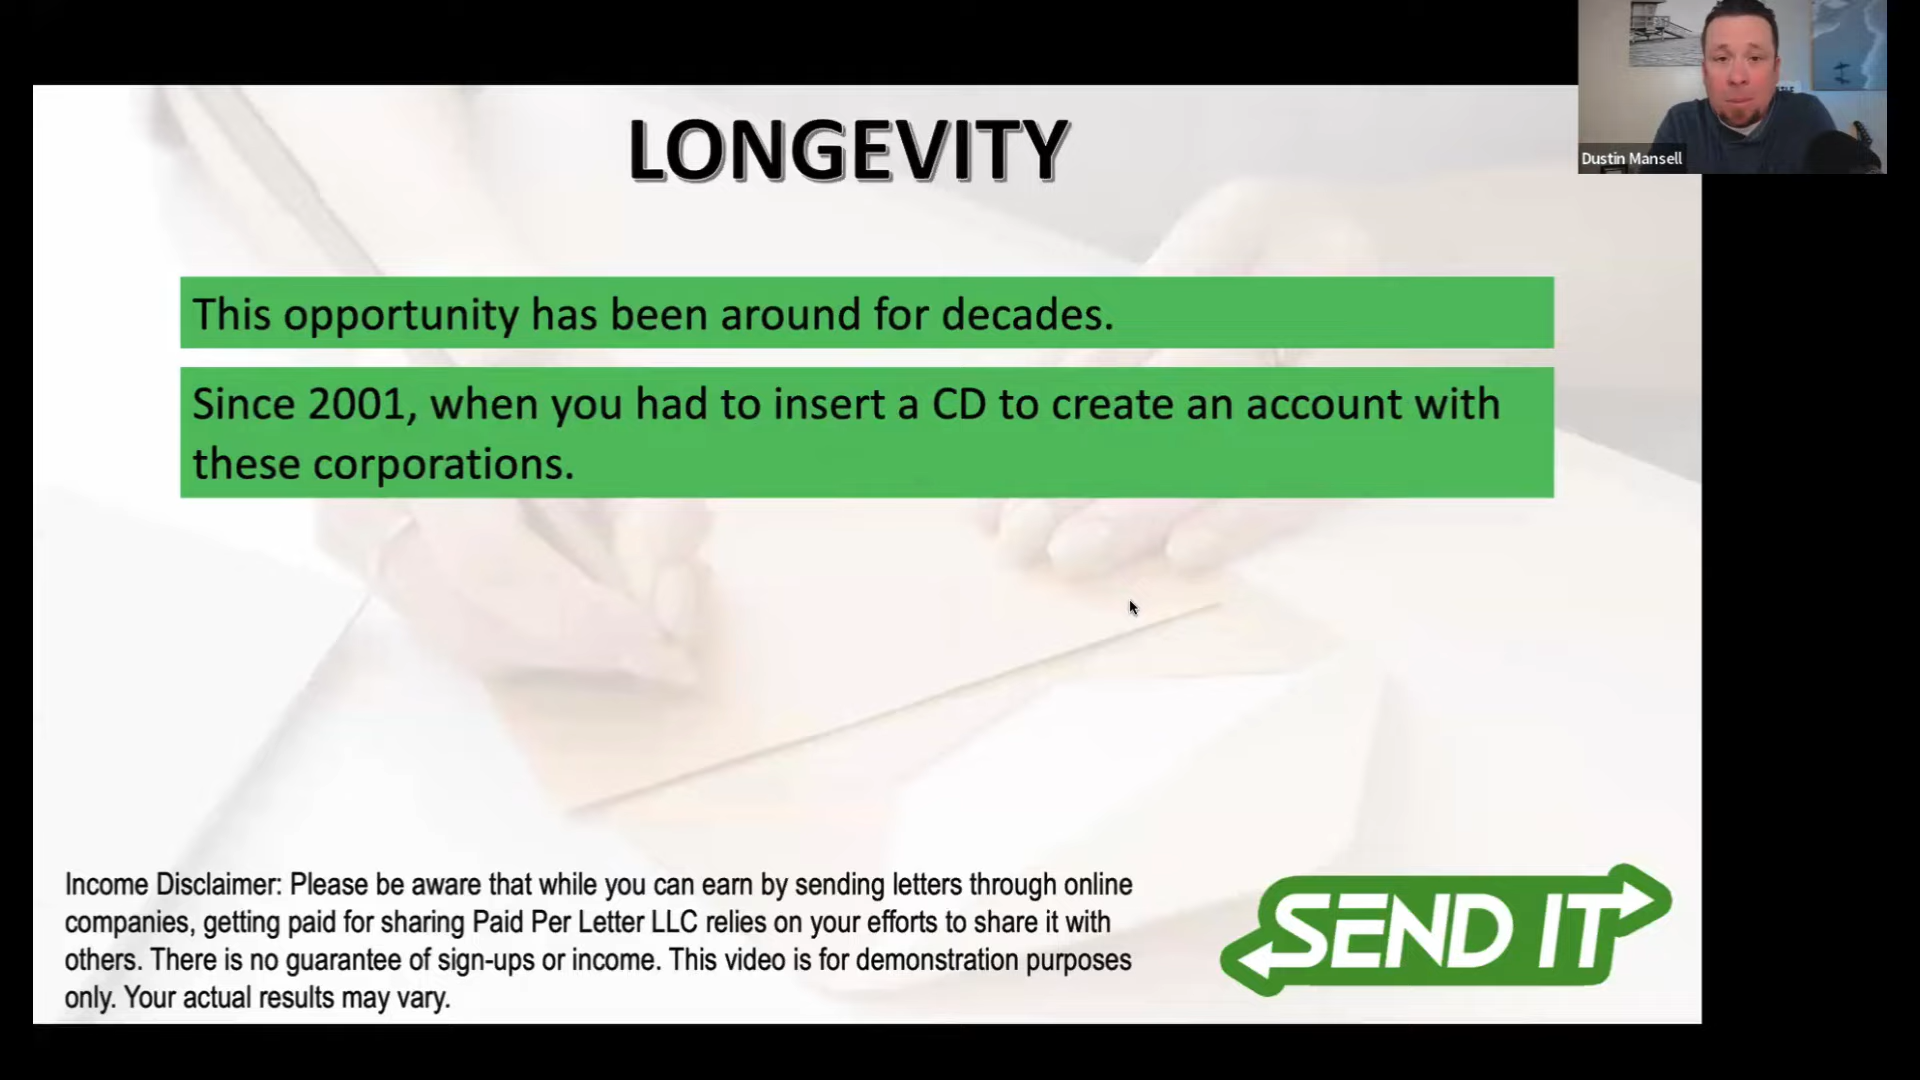 LONGEVITY
Dustin Mansell
This opportunity has been around for decades.
Since 2001, when you had to insert a CD to create an account with
these corporations.
Income Disclaimer: Please be aware that while you can earn by sending letters through online
companies, getting paid for sharing Paid Per Letter LLC relies on your efforts to share it with
others. There is no guarantee of sign-ups or income. This video is for demonstration purposes
only. Your actual results may vary.
SEND IT